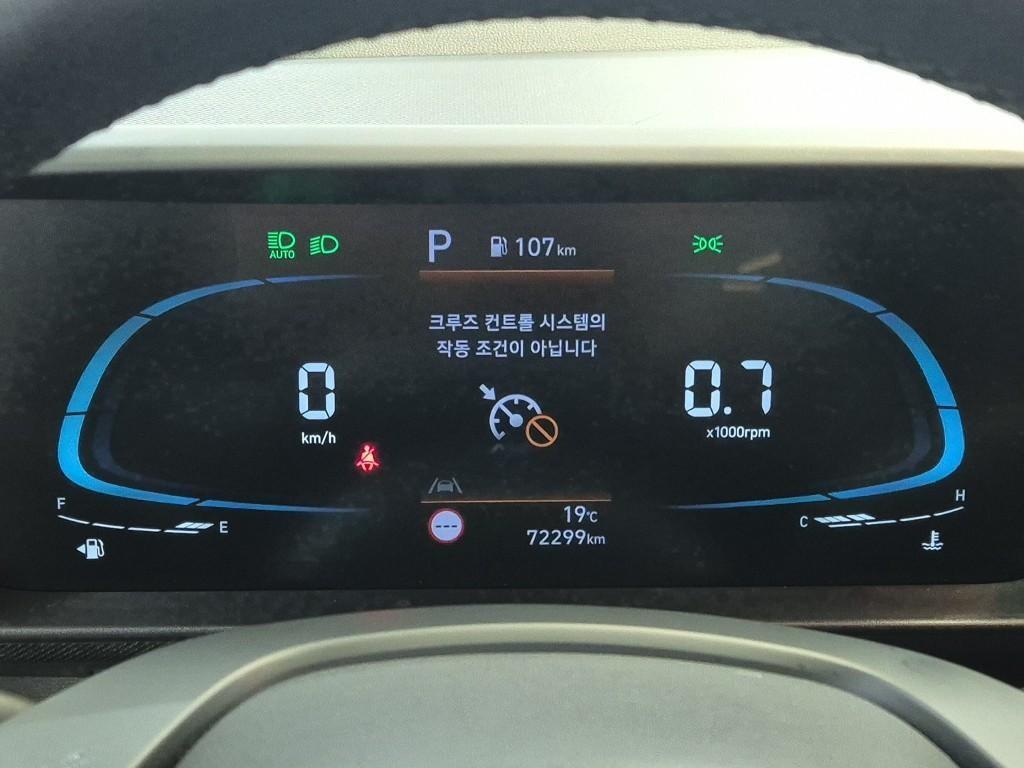 AUTO
P 107km
크루즈 컨트롤 시스템의
작동 조건이 아닙니다
0
km/h
0.7
x1000rpm
F
E
---
19℃
72299km
C
H